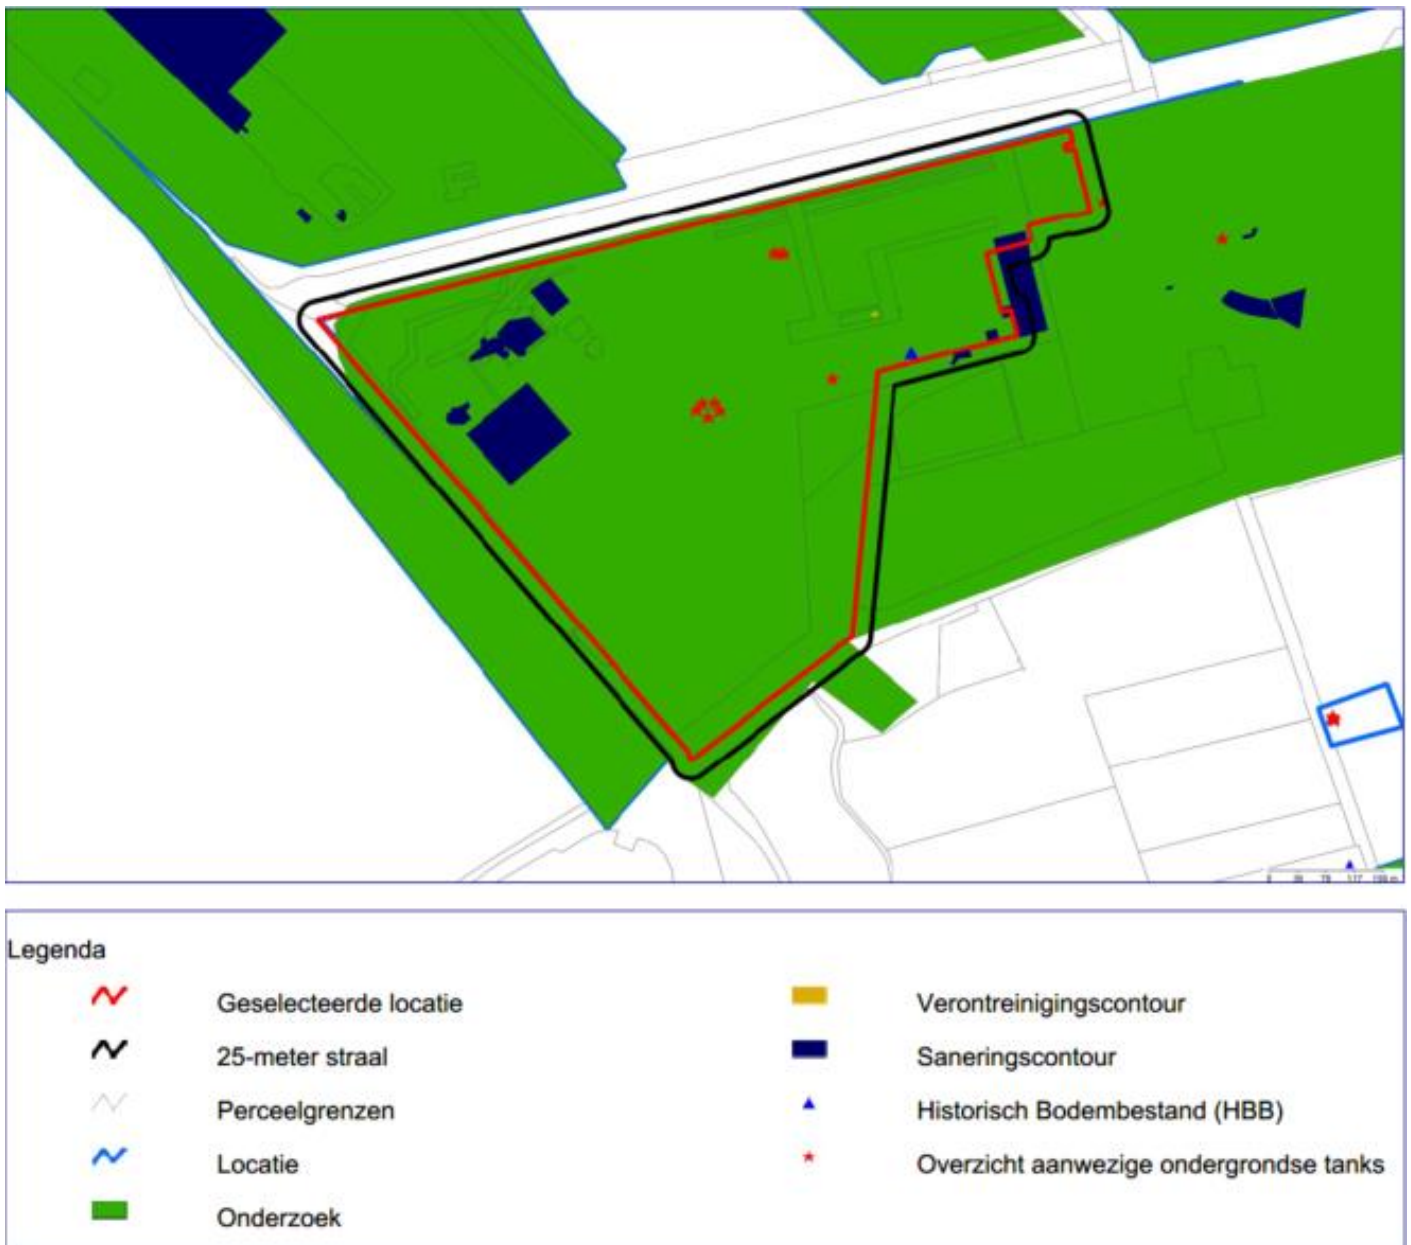 Legenda
Geselecteerde locatie
25-meter straal
Perceelgrenzen
Locatie
Onderzoek
Verontreinigingscontour
Saneringscontour
Historisch Bodembestand (HBB)
Overzicht aanwezige ondergrondse tanks